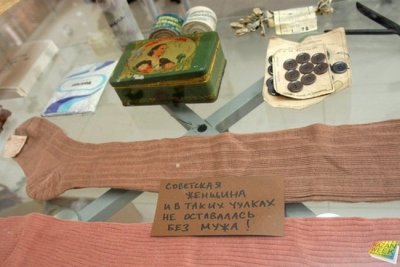 СОВЕТСКАЯ
ЖЕНЩИНА
И В ТАКИХ ЧУЛКАХ
НЕ ОСТАВАЛАСЬ
БЕЗ МУЖА!